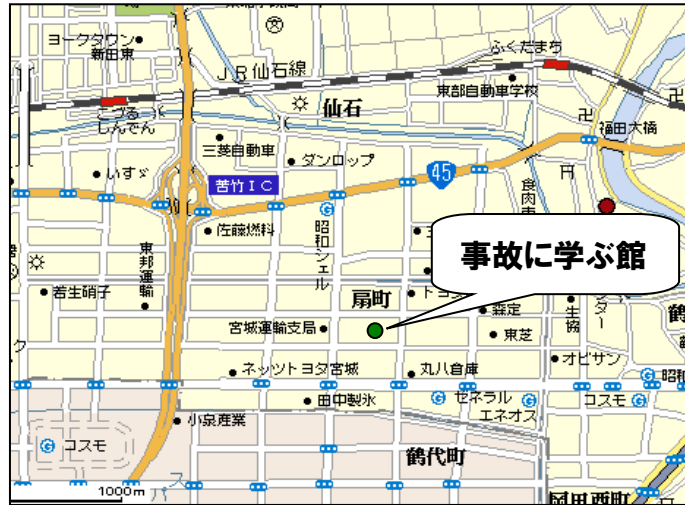 ヨークタウン
新田東
JR仙石線
ふくだまち
東部自動車学校
こづる
しんでん
仙石
福田大橋
三菱自動車
ダンロップ
いすゞ
苦竹IC
45
佐藤燃料
昭和シェル
東邦運輸
事故に学ぶ館
若生硝子
扇町
森定
宮城運輸支局
東芝
生協
オビサン
ネッツトヨタ宮城
丸八倉庫
田中製氷
ゼネラル
エネオス
コスモ
小泉産業
コスモ
鶴代町
1000m
バス
岡田西町